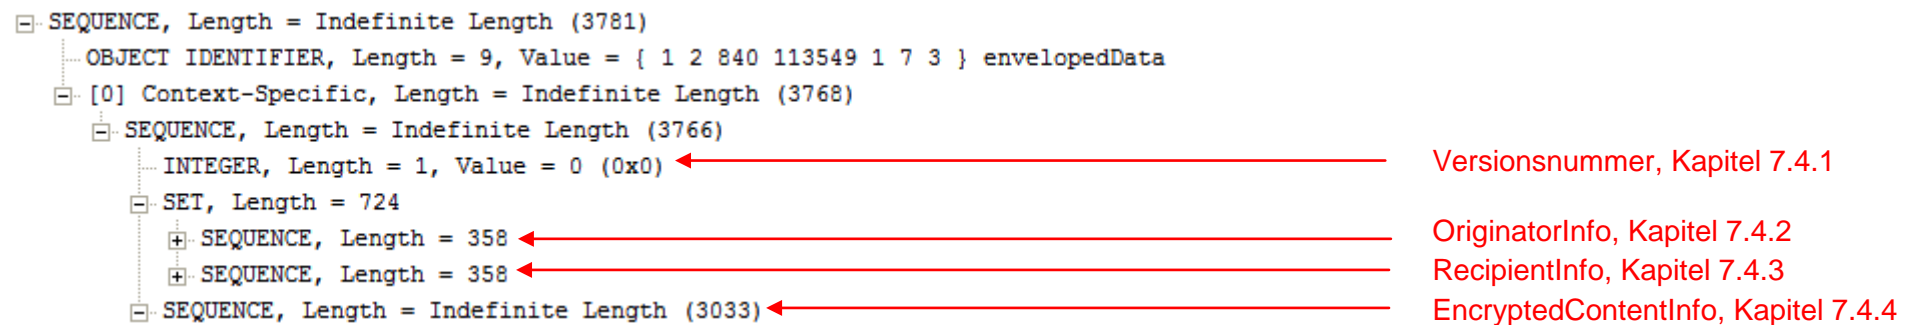 SEQUENCE, Length = Indefinite Length (3781)
OBJECT IDENTIFIER, Length = 9, Value = { 1 2 840 113549 1 7 3 } envelopedData
[0] Context-Specific, Length = Indefinite Length (3768)
SEQUENCE, Length = Indefinite Length (3766)
INTEGER, Length = 1, Value = 0 (0x0) Versionsnummer, Kapitel 7.4.1
SET, Length = 724
SEQUENCE, Length = 358 OriginatorInfo, Kapitel 7.4.2
SEQUENCE, Length = 358 RecipientInfo, Kapitel 7.4.3
SEQUENCE, Length = Indefinite Length (3033) EncryptedContentInfo, Kapitel 7.4.4